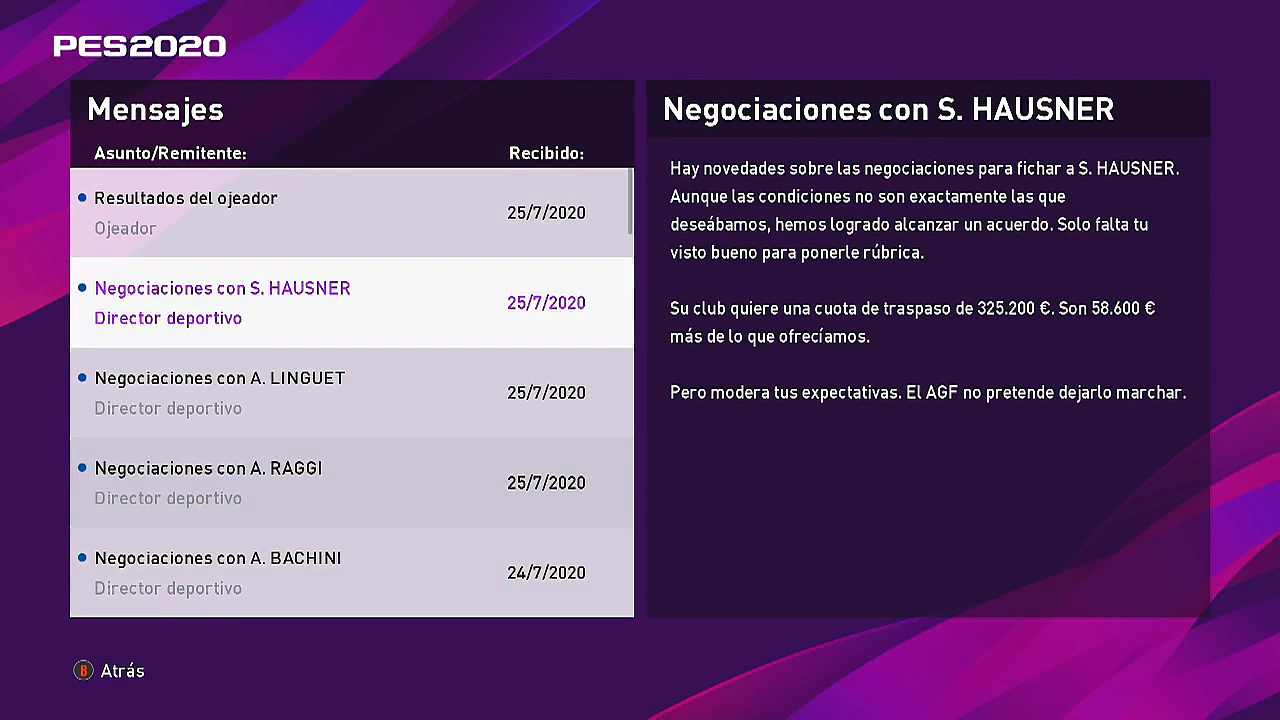 PES2020
Mensajes
Asunto/Remitente:
Recibido:
Resultados del ojeador
Ojeador
25/7/2020
Negociaciones con S. HAUSNER
Director deportivo
25/7/2020
Negociaciones con A. LINGUET
Director deportivo
25/7/2020
Negociaciones con A. RAGGI
Director deportivo
25/7/2020
Negociaciones con A. BACHINI
Director deportivo
24/7/2020
Negociaciones con S. HAUSNER
Hay novedades sobre las negociaciones para fichar a S. HAUSNER.
Aunque las condiciones no son exactamente las que
deseábamos, hemos logrado alcanzar un acuerdo. Solo falta tu
visto bueno para ponerle rúbrica.
Su club quiere una cuota de traspaso de 325.200 €. Son 58.600 €
más de lo que ofrecíamos.
Pero modera tus expectativas. El AGF no pretende dejarlo marchar.
B Atrás